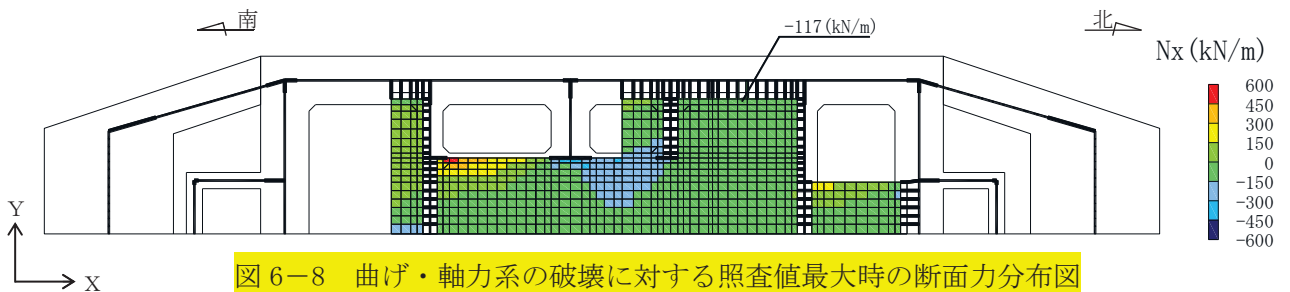 南
北
-117(kN/m)
Nx(kN/m)
600
450
300
150
0
-150
-300
-450
-600
Y
X
図 6-8 曲げ・軸力系の破壊に対する照査値最大時の断面力分布図